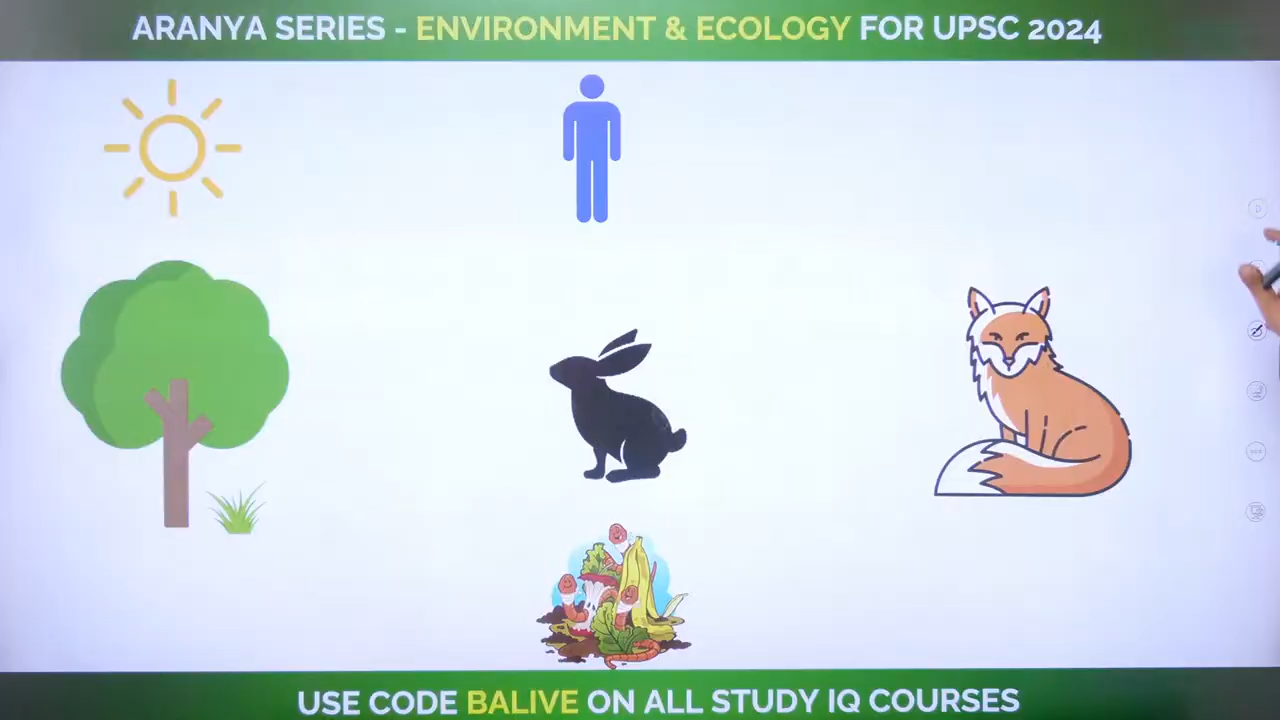 ARANYA SERIES - ENVIRONMENT & ECOLOGY FOR UPSC 2024
USE CODE BALIVE ON ALL STUDY IQ COURSES